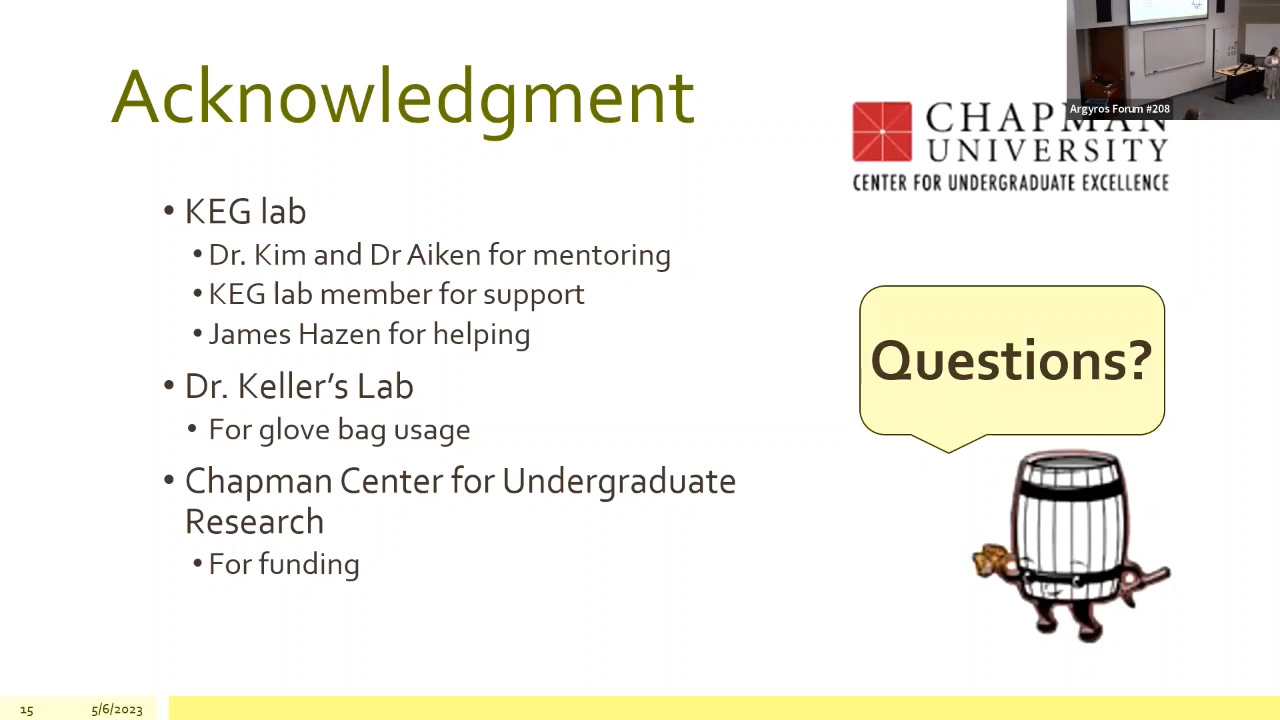 Acknowledgment
• KEG lab
• Dr. Kim and Dr Aiken for mentoring
• KEG lab member for support
• James Hazen for helping
• Dr. Keller’s Lab
• For glove bag usage
• Chapman Center for Undergraduate
Research
• For funding
Argyros Forum #208
CHAPMAN
UNIVERSITY
CENTER FOR UNDERGRADUATE EXCELLENCE
Questions?
15
5/6/2023